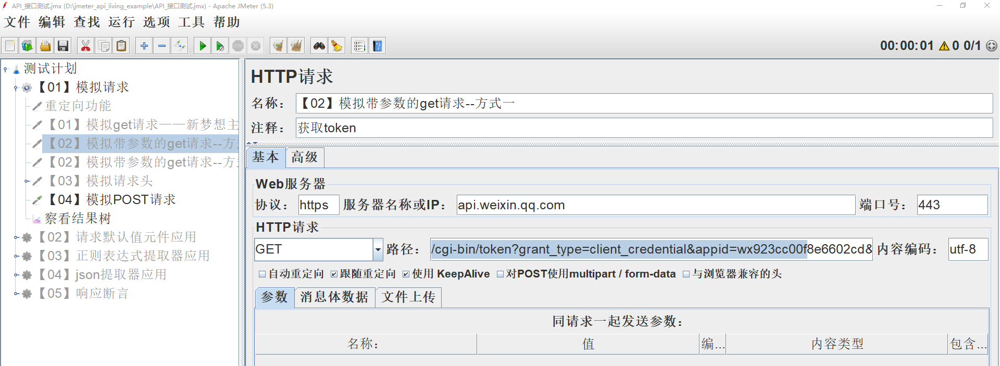 API_接口测试.jmx (D:\jmeter_api_living_example\API_接口测试.jmx) - Apache JMeter (5.3)
文件 编辑 查找 运行 选项 工具 帮助
00:00:01 0 0/1
测试计划
【01】模拟请求
重定向功能
【01】模拟get请求——新梦想主
【02】模拟带参数的get请求--方
【02】模拟带参数的get请求--方
【03】模拟请求头
【04】模拟POST请求
察看结果树
【02】请求默认值元件应用
【03】正则表达式提取器应用
【04】json提取器应用
【05】响应断言
HTTP请求
名称： 【02】模拟带参数的get请求--方式一
注释： 获取token
基本 高级
Web服务器
协议： https 服务器名称或IP： api.weixin.qq.com 端口号： 443
HTTP请求
GET 路径： /cgi-bin/token?grant_type=client_credential&appid=wx923cc00f8e6602cd& 内容编码： utf-8
自动重定向 跟随重定向 使用 KeepAlive 对POST使用multipart / form-data 与浏览器兼容的头
参数 消息体数据 文件上传
同请求一起发送参数：
名称： 值 编... 内容类型 包含...